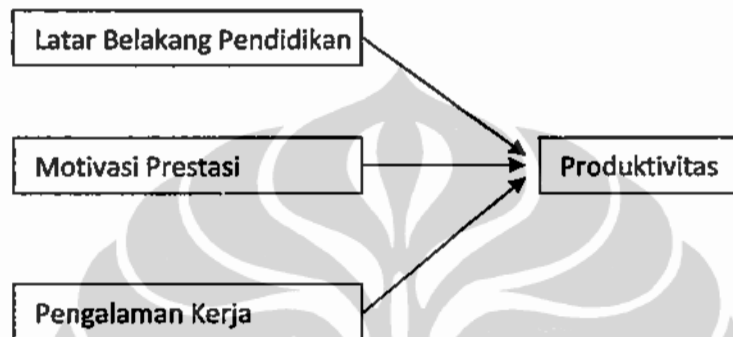 Latar Belakang Pendidikan
Motivasi Prestasi
Produktivitas
Pengalaman Kerja